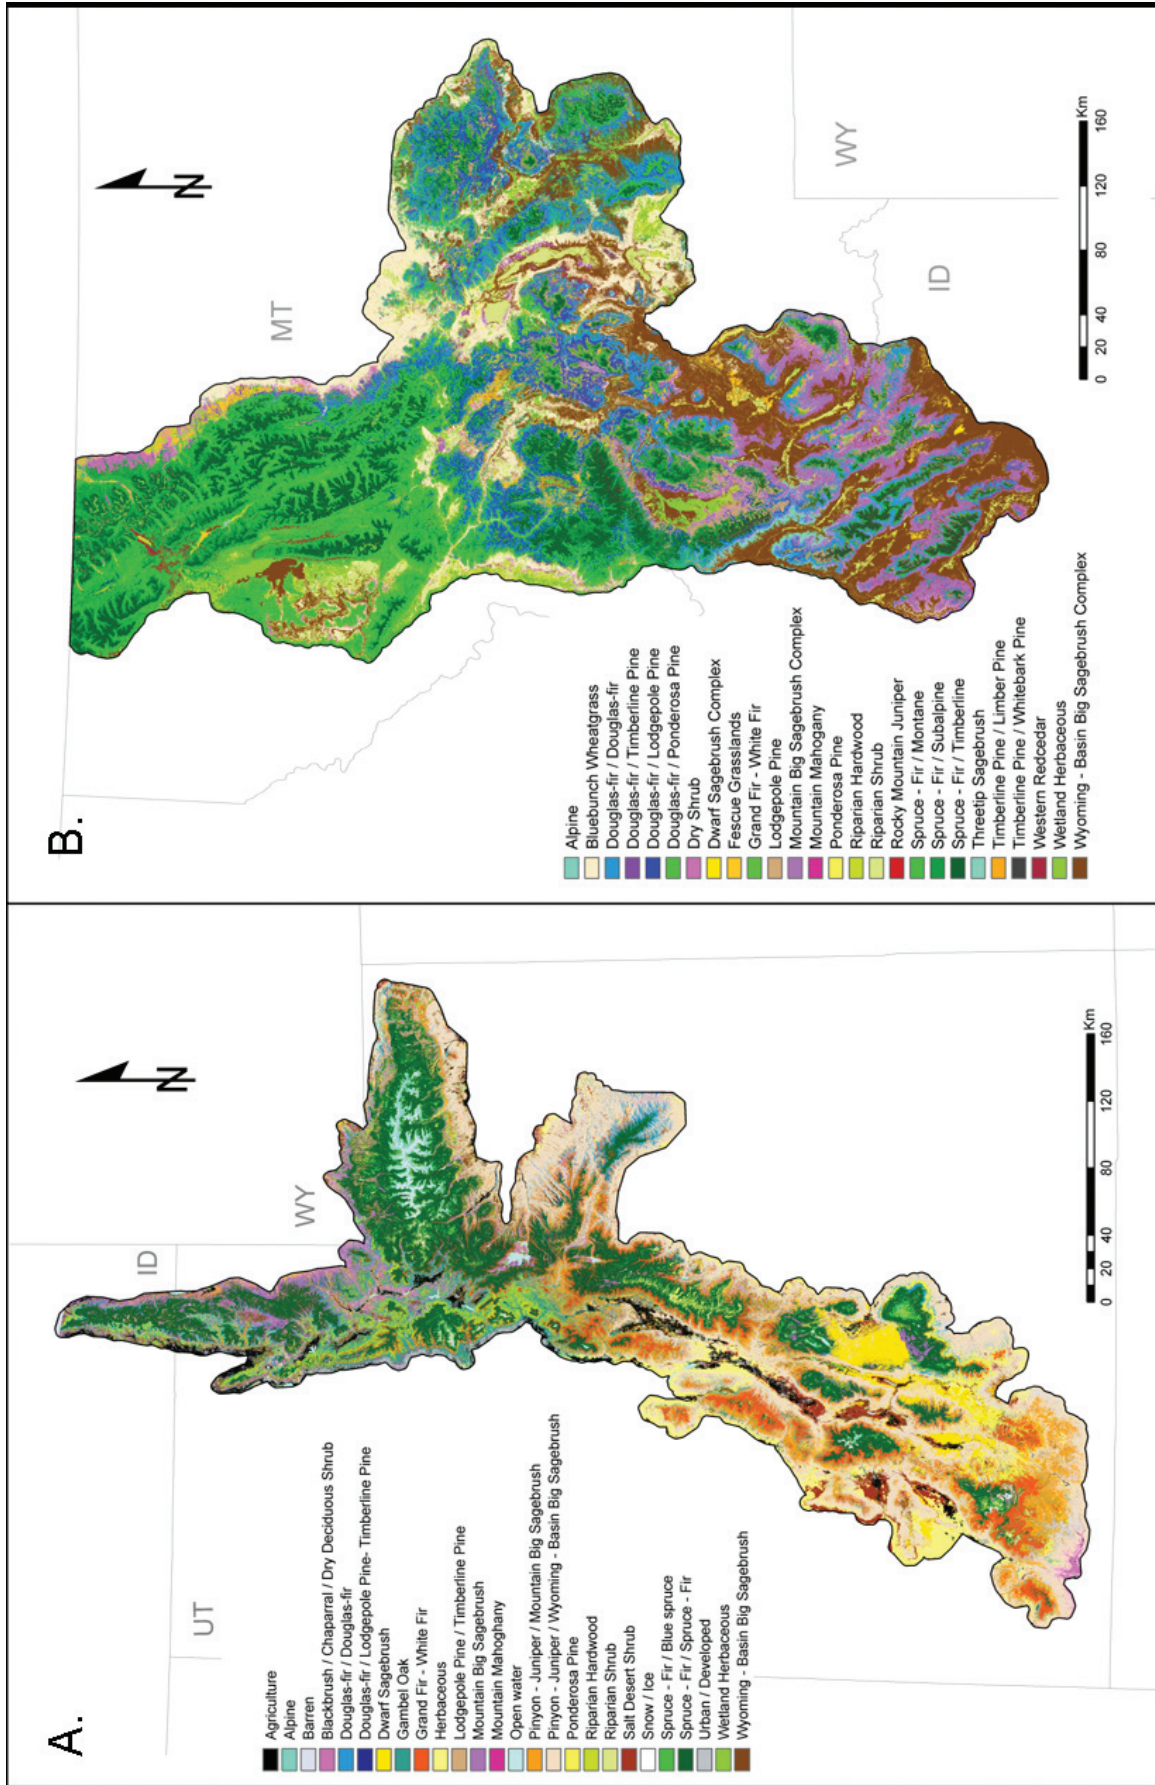 A.
UT
ID
WY
N
Agriculture
Alpine
Barren
Blackbrush / Chaparral / Dry Deciduous Shrub
Douglas-fir / Douglas-fir
Douglas-fir / Lodgepole Pine- Timberline Pine
Dwarf Sagebrush
Gambel Oak
Grand Fir - White Fir
Herbaceous
Lodgepole Pine / Timberline Pine
Mountain Big Sagebrush
Mountain Mahoghany
Open water
Pinyon - Juniper / Mountain Big Sagebrush
Pinyon - Juniper / Wyoming - Basin Big Sagebrush
Ponderosa Pine
Riparian Hardwood
Riparian Shrub
Salt Desert Shrub
Snow / Ice
Spruce - Fir / Blue spruce
Spruce - Fir / Spruce - Fir
Urban / Developed
Wetland Herbaceous
Wyoming - Basin Big Sagebrush
Km
0 20 40 80 120 160
B.
MT
N
WY
ID
Alpine
Bluebunch Wheatgrass
Douglas-fir / Douglas-fir
Douglas-fir / Timberline Pine
Douglas-fir / Lodgepole Pine
Douglas-fir / Ponderosa Pine
Dry Shrub
Dwarf Sagebrush Complex
Fescue Grasslands
Grand Fir - White Fir
Lodgepole Pine
Mountain Big Sagebrush Complex
Mountain Mahogany
Ponderosa Pine
Riparian Hardwood
Riparian Shrub
Rocky Mountain Juniper
Spruce - Fir / Montane
Spruce - Fir / Subalpine
Spruce - Fir / Timberline
Threetip Sagebrush
Timberline Pine / Limber Pine
Timberline Pine / Whitebark Pine
Western Redcedar
Wetland Herbaceous
Wyoming - Basin Big Sagebrush Complex
Km
0 20 40 80 120 160